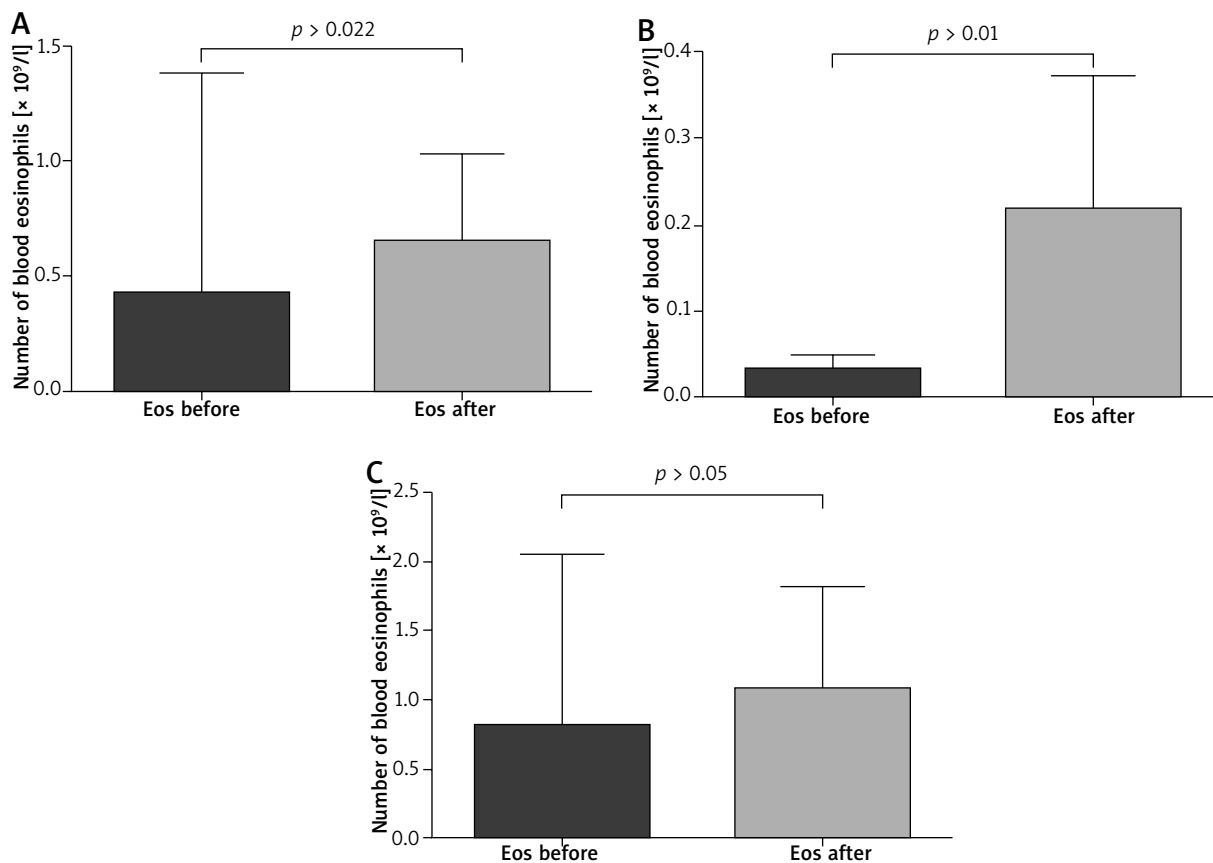 A
p > 0.022
Number of blood eosinophils [× 10⁹/l]
1.5
1.0
0.5
0.0
Eos before
Eos after
B
p > 0.01
Number of blood eosinophils [× 10⁹/l]
0.4
0.3
0.2
0.1
0.0
Eos before
Eos after
C
p > 0.05
Number of blood eosinophils [× 10⁹/l]
2.5
2.0
1.5
1.0
0.5
0.0
Eos before
Eos after